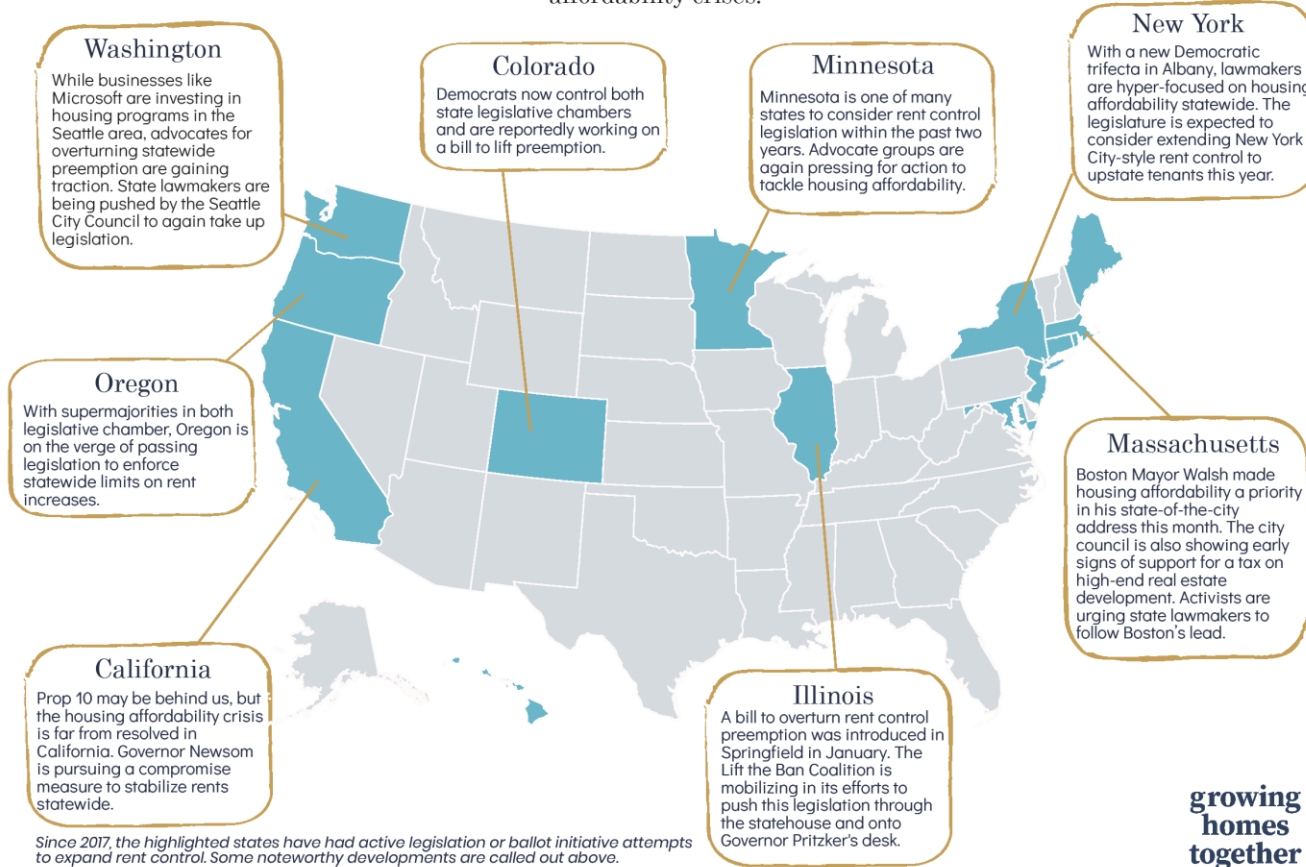 affordability crises.
Washington
While businesses like
Microsoft are investing in
housing programs in the
Seattle area, advocates for
overturning statewide
preemption are gaining
traction. State lawmakers are
being pushed by the Seattle
City Council to again take up
legislation.
Colorado
Democrats now control both
state legislative chambers
and are reportedly working on
a bill to lift preemption.
Minnesota
Minnesota is one of many
states to consider rent control
legislation within the past two
years. Advocate groups are
again pressing for action to
tackle housing affordability.
New York
With a new Democratic
trifecta in Albany, lawmakers
are hyper-focused on housing
affordability statewide. The
legislature is expected to
consider extending New York
City-style rent control to
upstate tenants this year.
Oregon
With supermajorities in both
legislative chamber, Oregon is
on the verge of passing
legislation to enforce
statewide limits on rent
increases.
Massachusetts
Boston Mayor Walsh made
housing affordability a priority
in his state-of-the-city
address this month. The city
council is also showing early
signs of support for a tax on
high-end real estate
development. Activists are
urging state lawmakers to
follow Boston's lead.
California
Prop 10 may be behind us, but
the housing affordability crisis
is far from resolved in
California. Governor Newsom
is pursuing a compromise
measure to stabilize rents
statewide.
Illinois
A bill to overturn rent control
preemption was introduced in
Springfield in January. The
Lift the Ban Coalition is
mobilizing in its efforts to
push this legislation through
the statehouse and onto
Governor Pritzker's desk.
Since 2017, the highlighted states have had active legislation or ballot initiative attempts
to expand rent control. Some noteworthy developments are called out above.
growing
homes
together